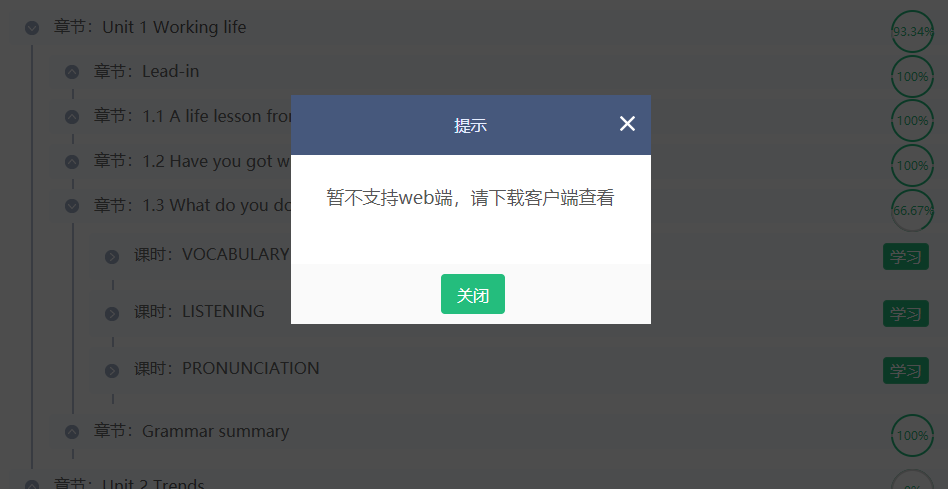 章节：Unit 1 Working life
93.34%
章节：Lead-in
100%
章节：1.1 A life lesson from
100%
章节：1.2 Have you got w
100%
章节：1.3 What do you do
66.67%
提示
暂不支持web端，请下载客户端查看
关闭
课时：VOCABULARY
学习
课时：LISTENING
学习
课时：PRONUNCIATION
学习
章节：Grammar summary
100%
章节：Unit 2 Trends
0%